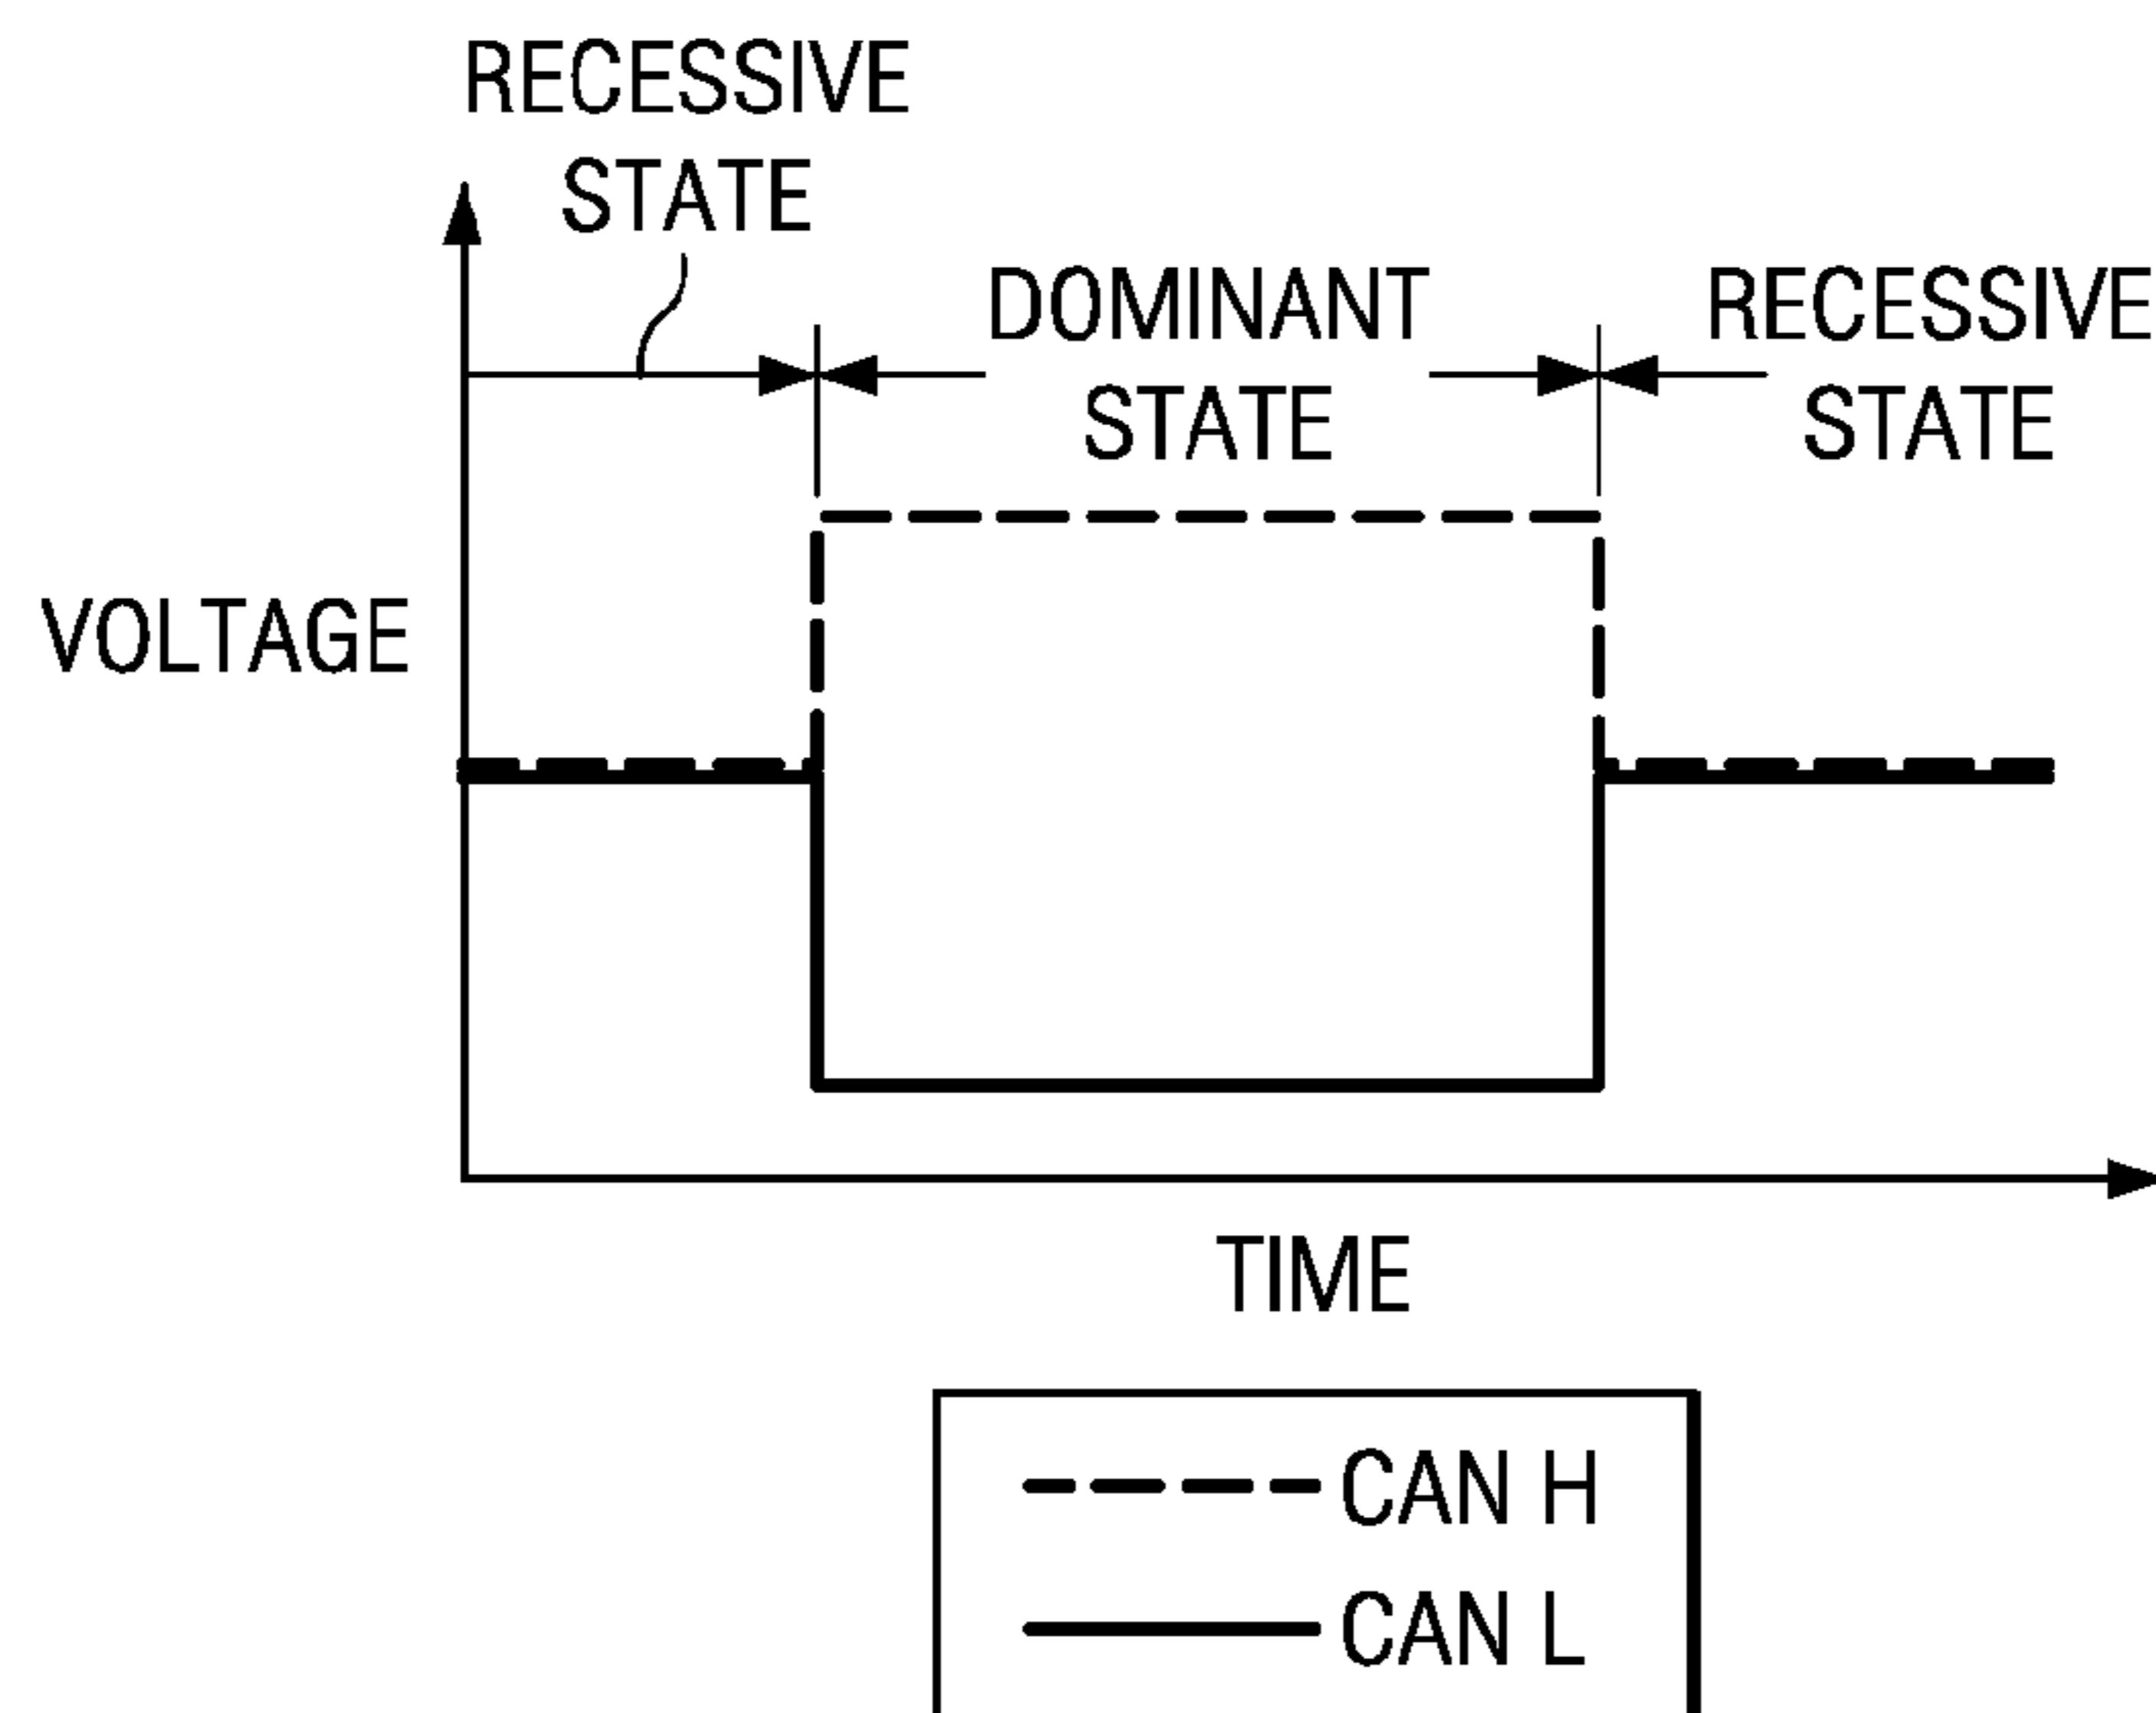 RECESSIVE
STATE
DOMINANT
STATE
RECESSIVE
STATE
VOLTAGE
TIME
CAN H
CAN L